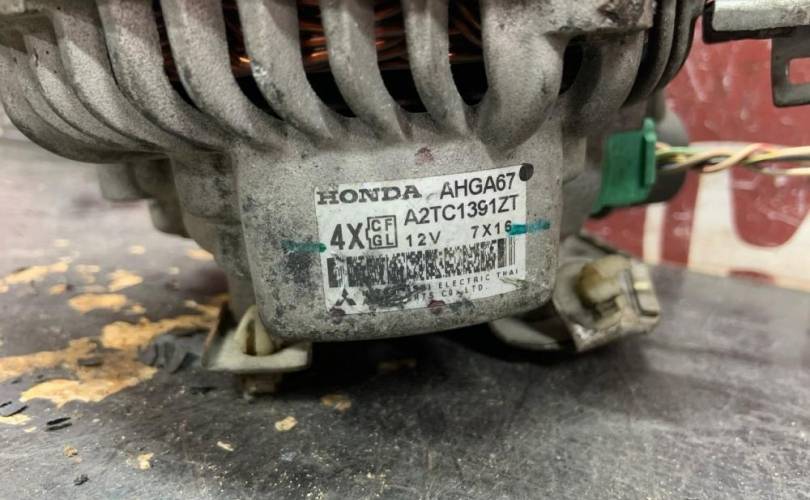 HONDA AHGA67
4X CF A2TC1391ZT
GL 12V 7X16
ELECTRIC THAI
CO., LTD.